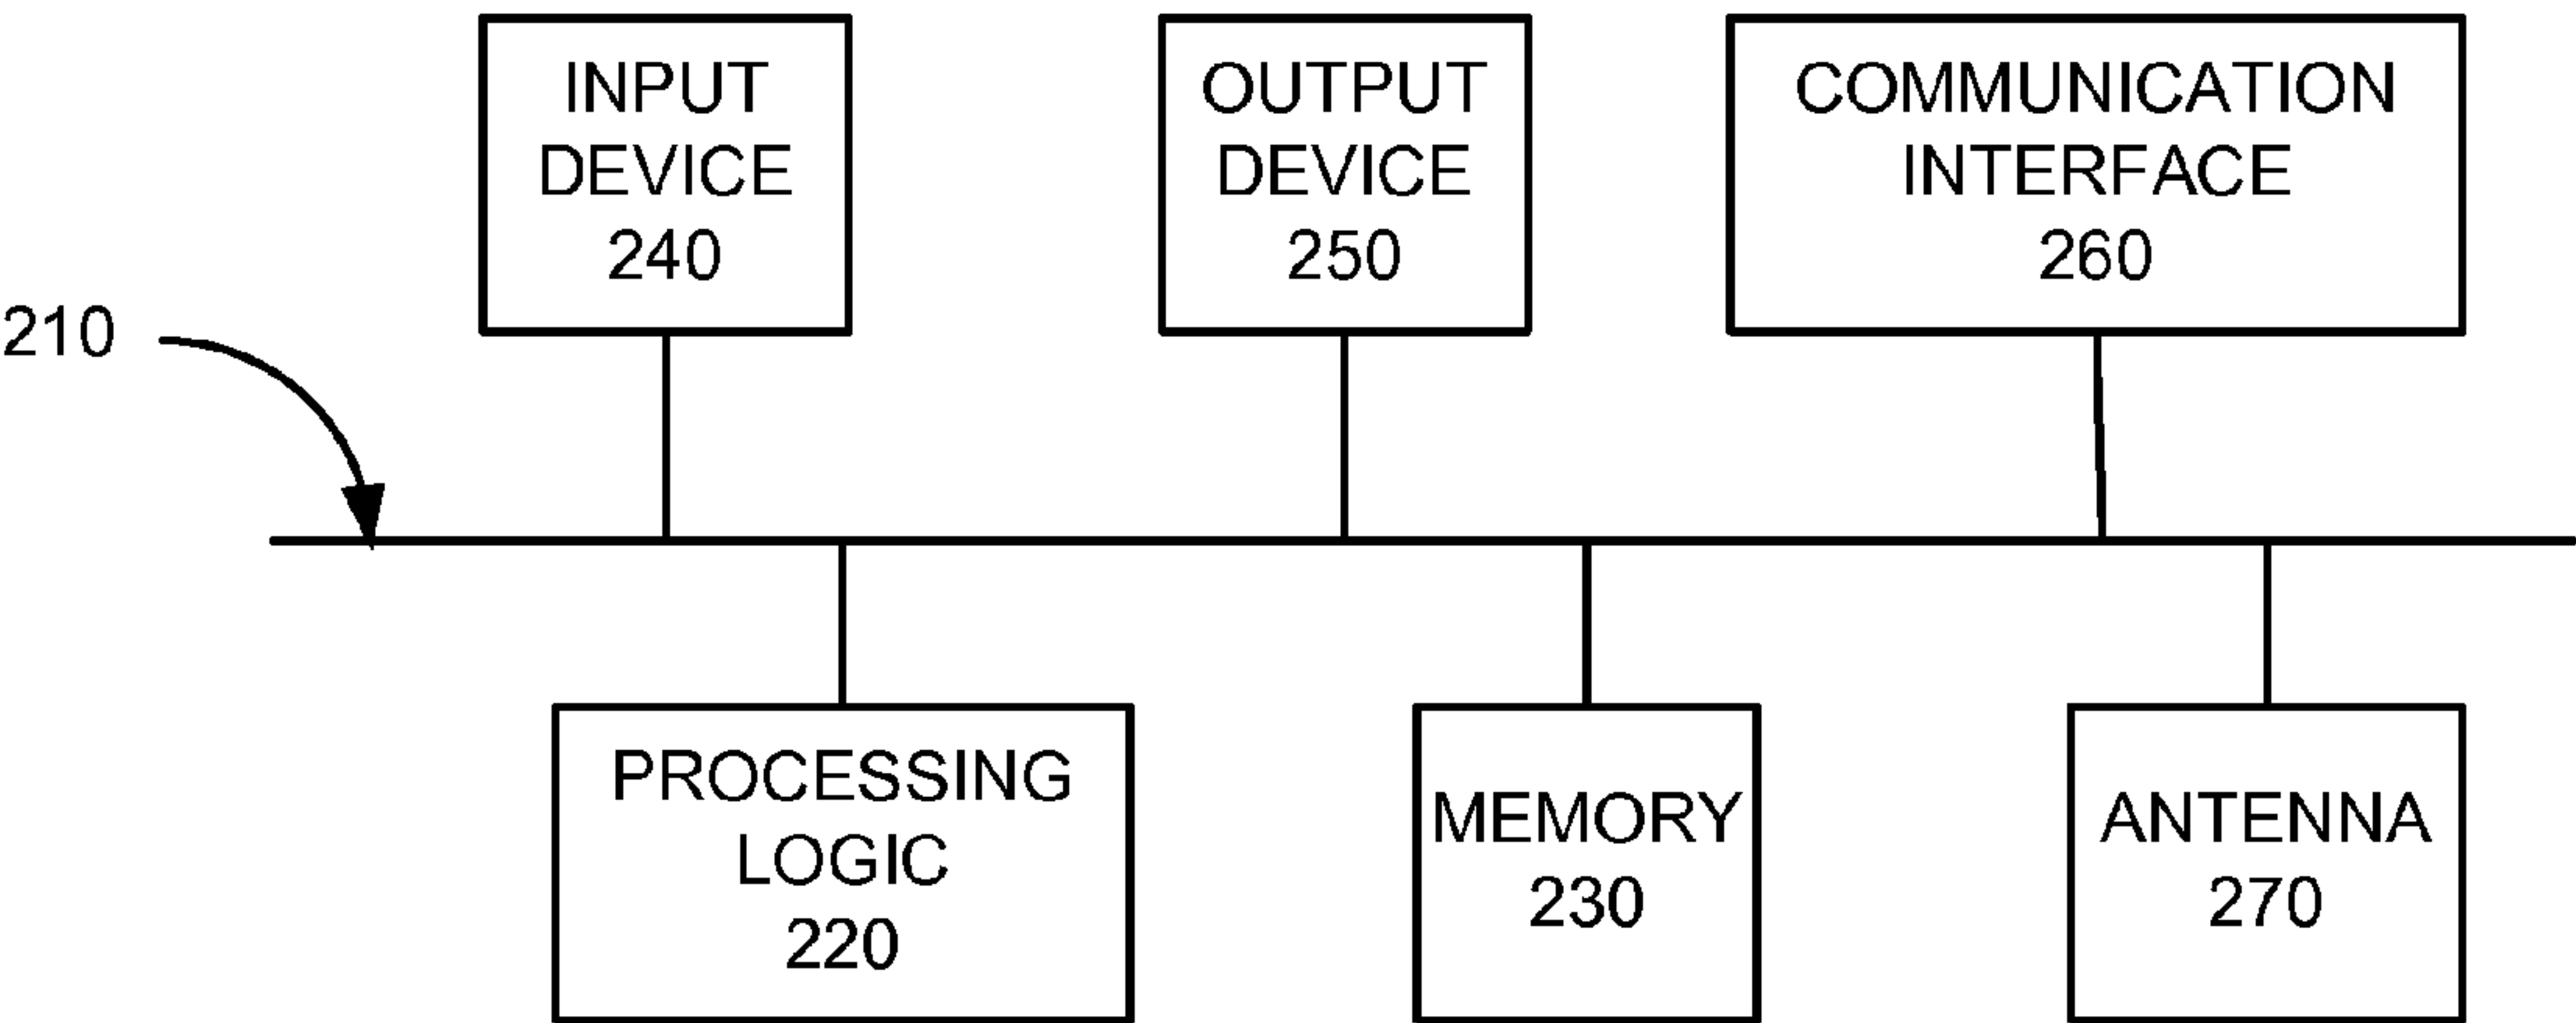 INPUT
DEVICE
240
OUTPUT
DEVICE
250
COMMUNICATION
INTERFACE
260
210
PROCESSING
LOGIC
220
MEMORY
230
ANTENNA
270